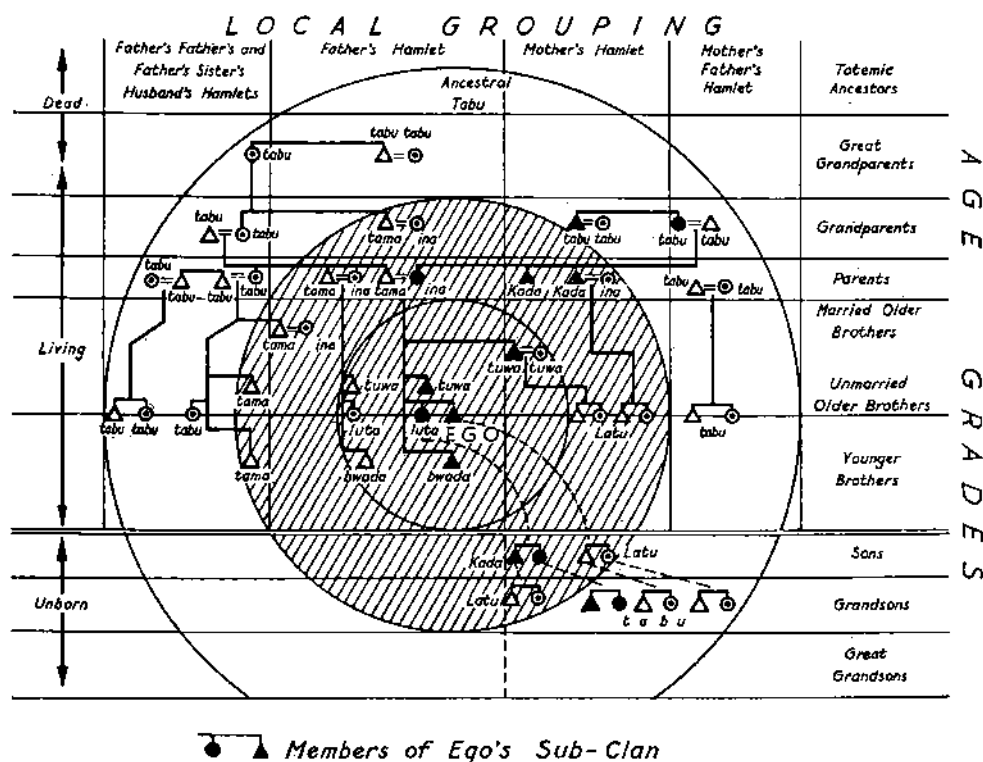 LOCAL GROUPING
Father's Father's and
Father's Sister's
Husband's Hamlets
Father's Hamlet
Mother's Hamlet
Mother's
Father's
Hamlet
Totemic
Ancestors
Dead
Ancestral
Tabu
tabu tabu
tabu
Great
Grandparents
AGE GRADES
tabu
tabu
tama ina
tabu tabu
tabu tabu
Grandparents
tabu
tabu-tabu
tabu
tama ina
tama ina
Kada
Kada ina
tabu
tabu
Parents
tama ina
tuwa tuwa
Married Older
Brothers
Living
tama
tuwa
tuwa
Unmarried
Older Brothers
tabu tabu
tabu
luta
luta
Latu
tabu
EGO
tama
bwada
bwada
Younger
Brothers
Kada
Latu
Sons
Unborn
Latu
tabu
Grandsons
Great
Grandsons
Members of Ego's Sub-Clan